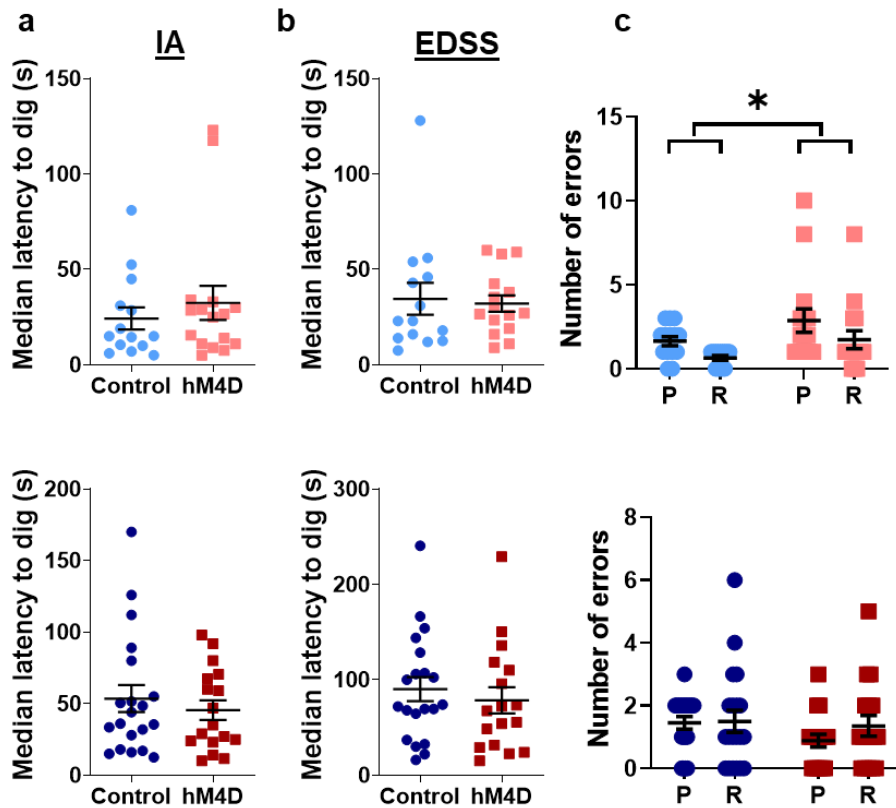 a
IA
b
EDSS
c
Median latency to dig (s)
150
100
50
0
Control hM4D
Median latency to dig (s)
150
100
50
0
Control hM4D
Number of errors
15
10
5
0
*
P R P R
Median latency to dig (s)
200
150
100
50
0
Control hM4D
Median latency to dig (s)
300
200
100
0
Control hM4D
Number of errors
8
6
4
2
0
P R P R